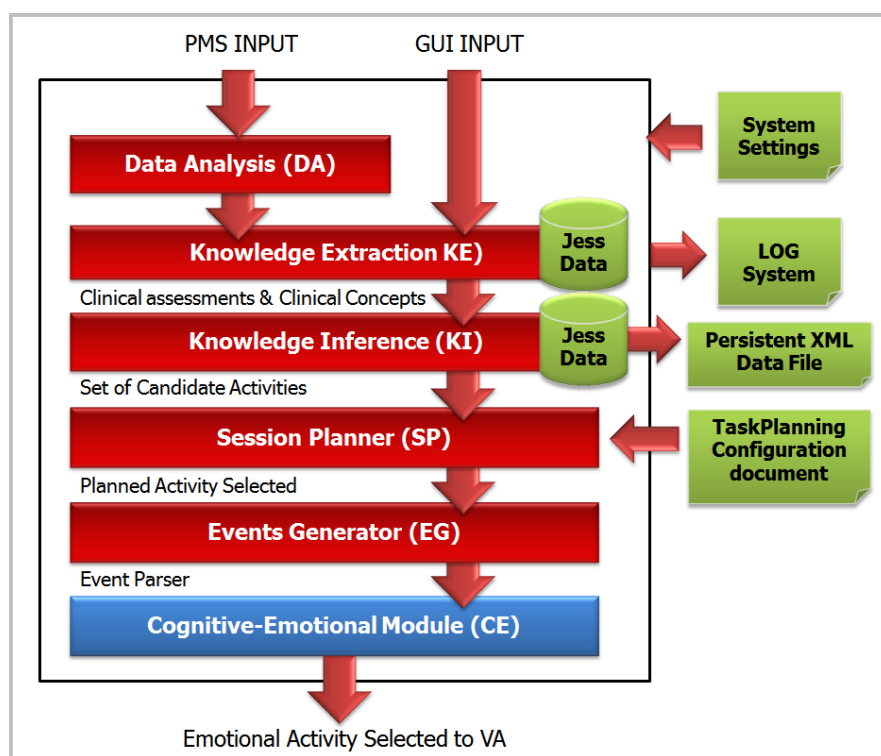 PMS INPUT
GUI INPUT
System
Settings
Data Analysis (DA)
Knowledge Extraction KE)
Jess
Data
LOG
System
Clinical assessments & Clinical Concepts
Knowledge Inference (KI)
Jess
Data
Persistent XML
Data File
Set of Candidate Activities
Session Planner (SP)
TaskPlanning
Configuration
document
Planned Activity Selected
Events Generator (EG)
Event Parser
Cognitive-Emotional Module (CE)
Emotional Activity Selected to VA